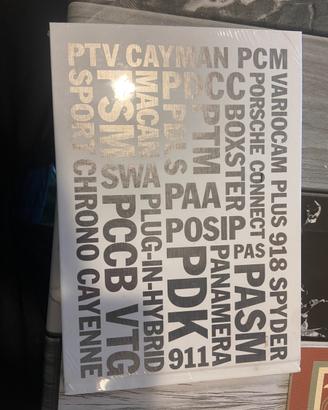 PTV CAYMAN PCM
SPORT CHRONO CAYENNE
PSM
MACAN
PDCC
PDLS
PTM
BOXSTER
PORSCHE CONNECT
VARIOCAM PLUS 918 SPYDER
SWA
PAA
POSIP
PAS
PCCB VTG
PLUG-IN-HYBRID
PDK
911
PANAMERA
PASM